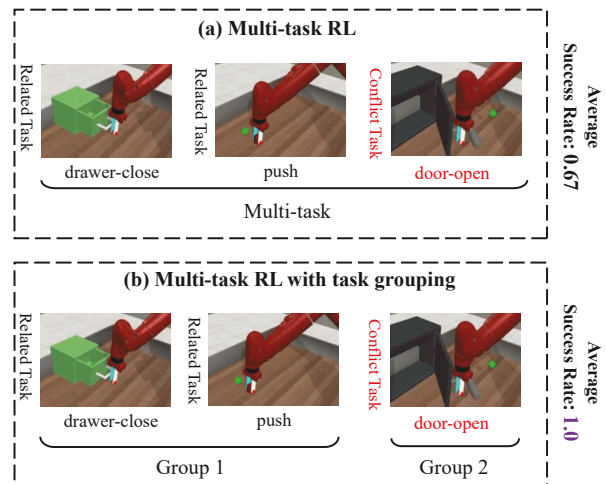 (a) Multi-task RL
Related Task
drawer-close
Related Task
push
Conflict Task
door-open
Multi-task
Average
Success Rate: 0.67
(b) Multi-task RL with task grouping
Related Task
drawer-close
Related Task
push
Conflict Task
door-open
Group 1
Group 2
Average
Success Rate: 1.0